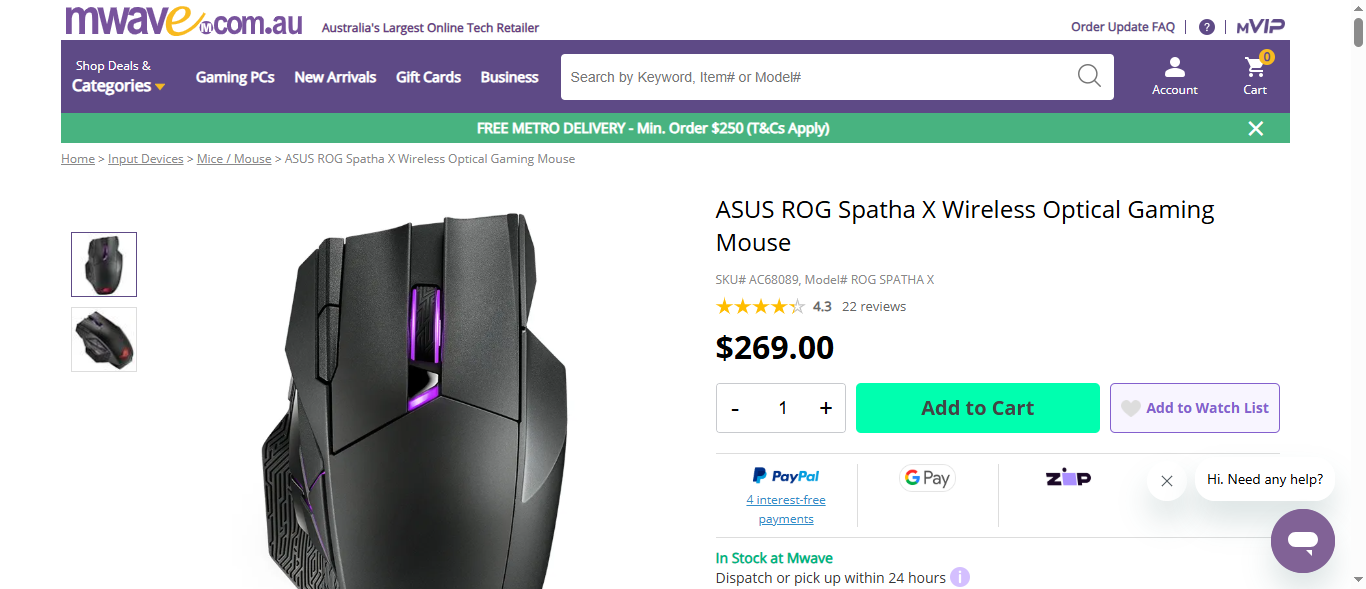 mwave.com.au
Australia's Largest Online Tech Retailer
Order Update FAQ | ? | mVIP
Shop Deals &
Categories
Gaming PCs
New Arrivals
Gift Cards
Business
Search by Keyword, Item# or Model#
Account
0
Cart
FREE METRO DELIVERY - Min. Order $250 (T&Cs Apply)
Home > Input Devices > Mice / Mouse > ASUS ROG Spatha X Wireless Optical Gaming Mouse
ASUS ROG Spatha X Wireless Optical Gaming
Mouse
SKU# AC68089, Model# ROG SPATHA X
4.3 22 reviews
$269.00
- 1 +
Add to Cart
Add to Watch List
PayPal
4 interest-free
payments
G Pay
ZIP
Hi. Need any help?
In Stock at Mwave
Dispatch or pick up within 24 hours i